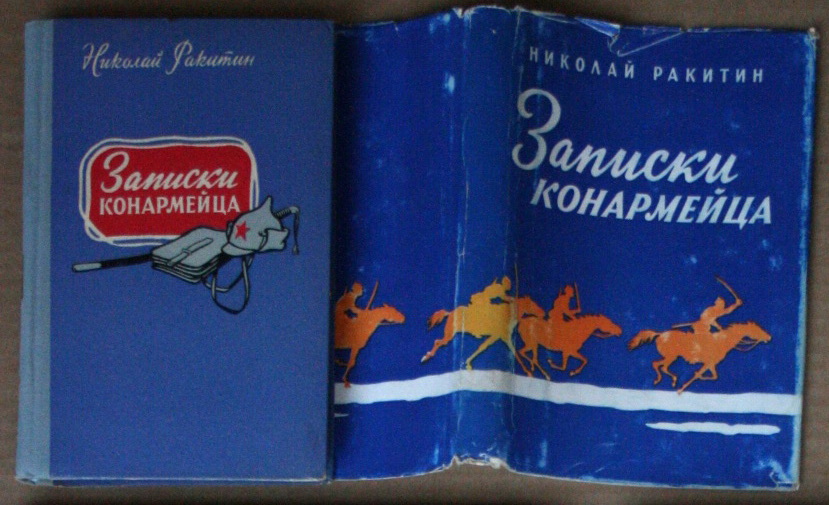 Николай Ракитин
Записки
КОНАРМЕЙЦА
НИКОЛАЙ РАКИТИН
Записки
КОНАРМЕЙЦА